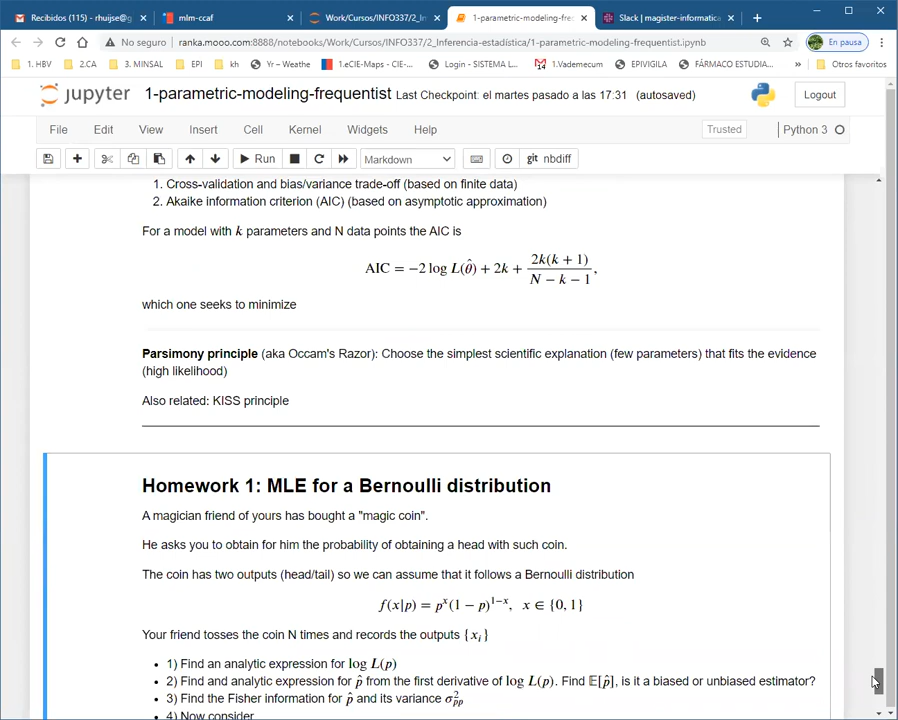 Recibidos (115) - rhuijse@g
mlm-ccaf
Work/Cursos/INFO337/2_In
1-parametric-modeling-fre
Slack | magister-informatica
No seguro
ranka.mooo.com:8888/notebooks/Work/Cursos/INFO337/2_Inferencia-estadística/1-parametric-modeling-frequentist.ipynb
En pausa
1. HBV
2.CA
3. MINSAL
EPI
kh
Yr – Weathe
1.eCIE-Maps - CIE-...
Login - SISTEMA L...
1.Vademecum
EPIVIGILA
FÁRMACO ESTUDIA...
»
Otros favoritos
jupyter 1-parametric-modeling-frequentist Last Checkpoint: el martes pasado a las 17:31 (autosaved)
Logout
File Edit View Insert Cell Kernel Widgets Help
Trusted
Python 3
Run
Markdown
nbdiff
1. Cross-validation and bias/variance trade-off (based on finite data)
2. Akaike information criterion (AIC) (based on asymptotic approximation)
For a model with k parameters and N data points the AIC is
AIC = −2 log L(θ̂) + 2k + 2k(k + 1) / (N − k − 1),
which one seeks to minimize
Parsimony principle (aka Occam's Razor): Choose the simplest scientific explanation (few parameters) that fits the evidence
(high likelihood)
Also related: KISS principle
Homework 1: MLE for a Bernoulli distribution
A magician friend of yours has bought a "magic coin".
He asks you to obtain for him the probability of obtaining a head with such coin.
The coin has two outputs (head/tail) so we can assume that it follows a Bernoulli distribution
f(x|p) = p^x(1 − p)^{1−x}, x ∈ {0, 1}
Your friend tosses the coin N times and records the outputs {x_i}
• 1) Find an analytic expression for log L(p)
• 2) Find and analytic expression for p̂ from the first derivative of log L(p). Find 𝔼[p̂], is it a biased or unbiased estimator?
• 3) Find the Fisher information for p̂ and its variance σ²_pp
• 4) Now consider